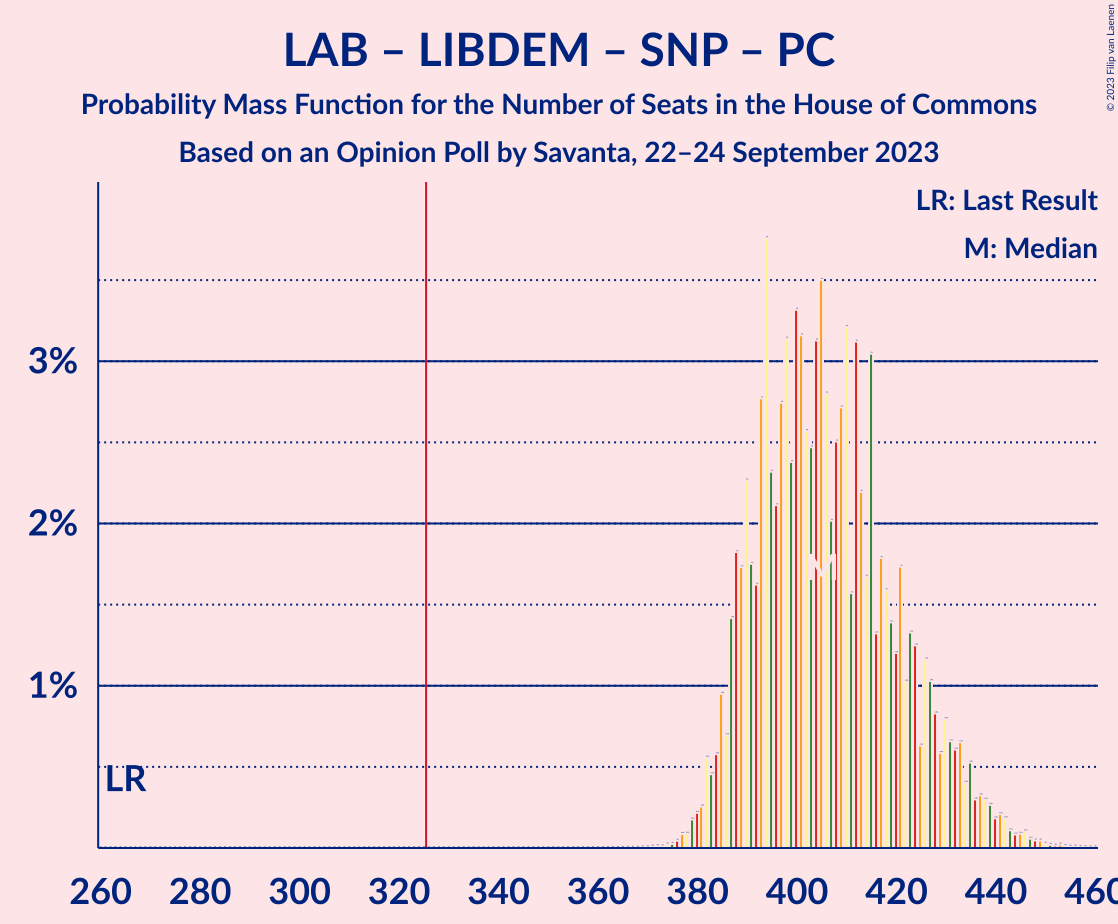 LAB – LIBDEM – SNP – PC
Probability Mass Function for the Number of Seats in the House of Commons
Based on an Opinion Poll by Savanta, 22–24 September 2023
© 2023 Filip van Laenen
LR: Last Result
M: Median
3%
2%
1%
M
LR
260 280 300 320 340 360 380 400 420 440 460